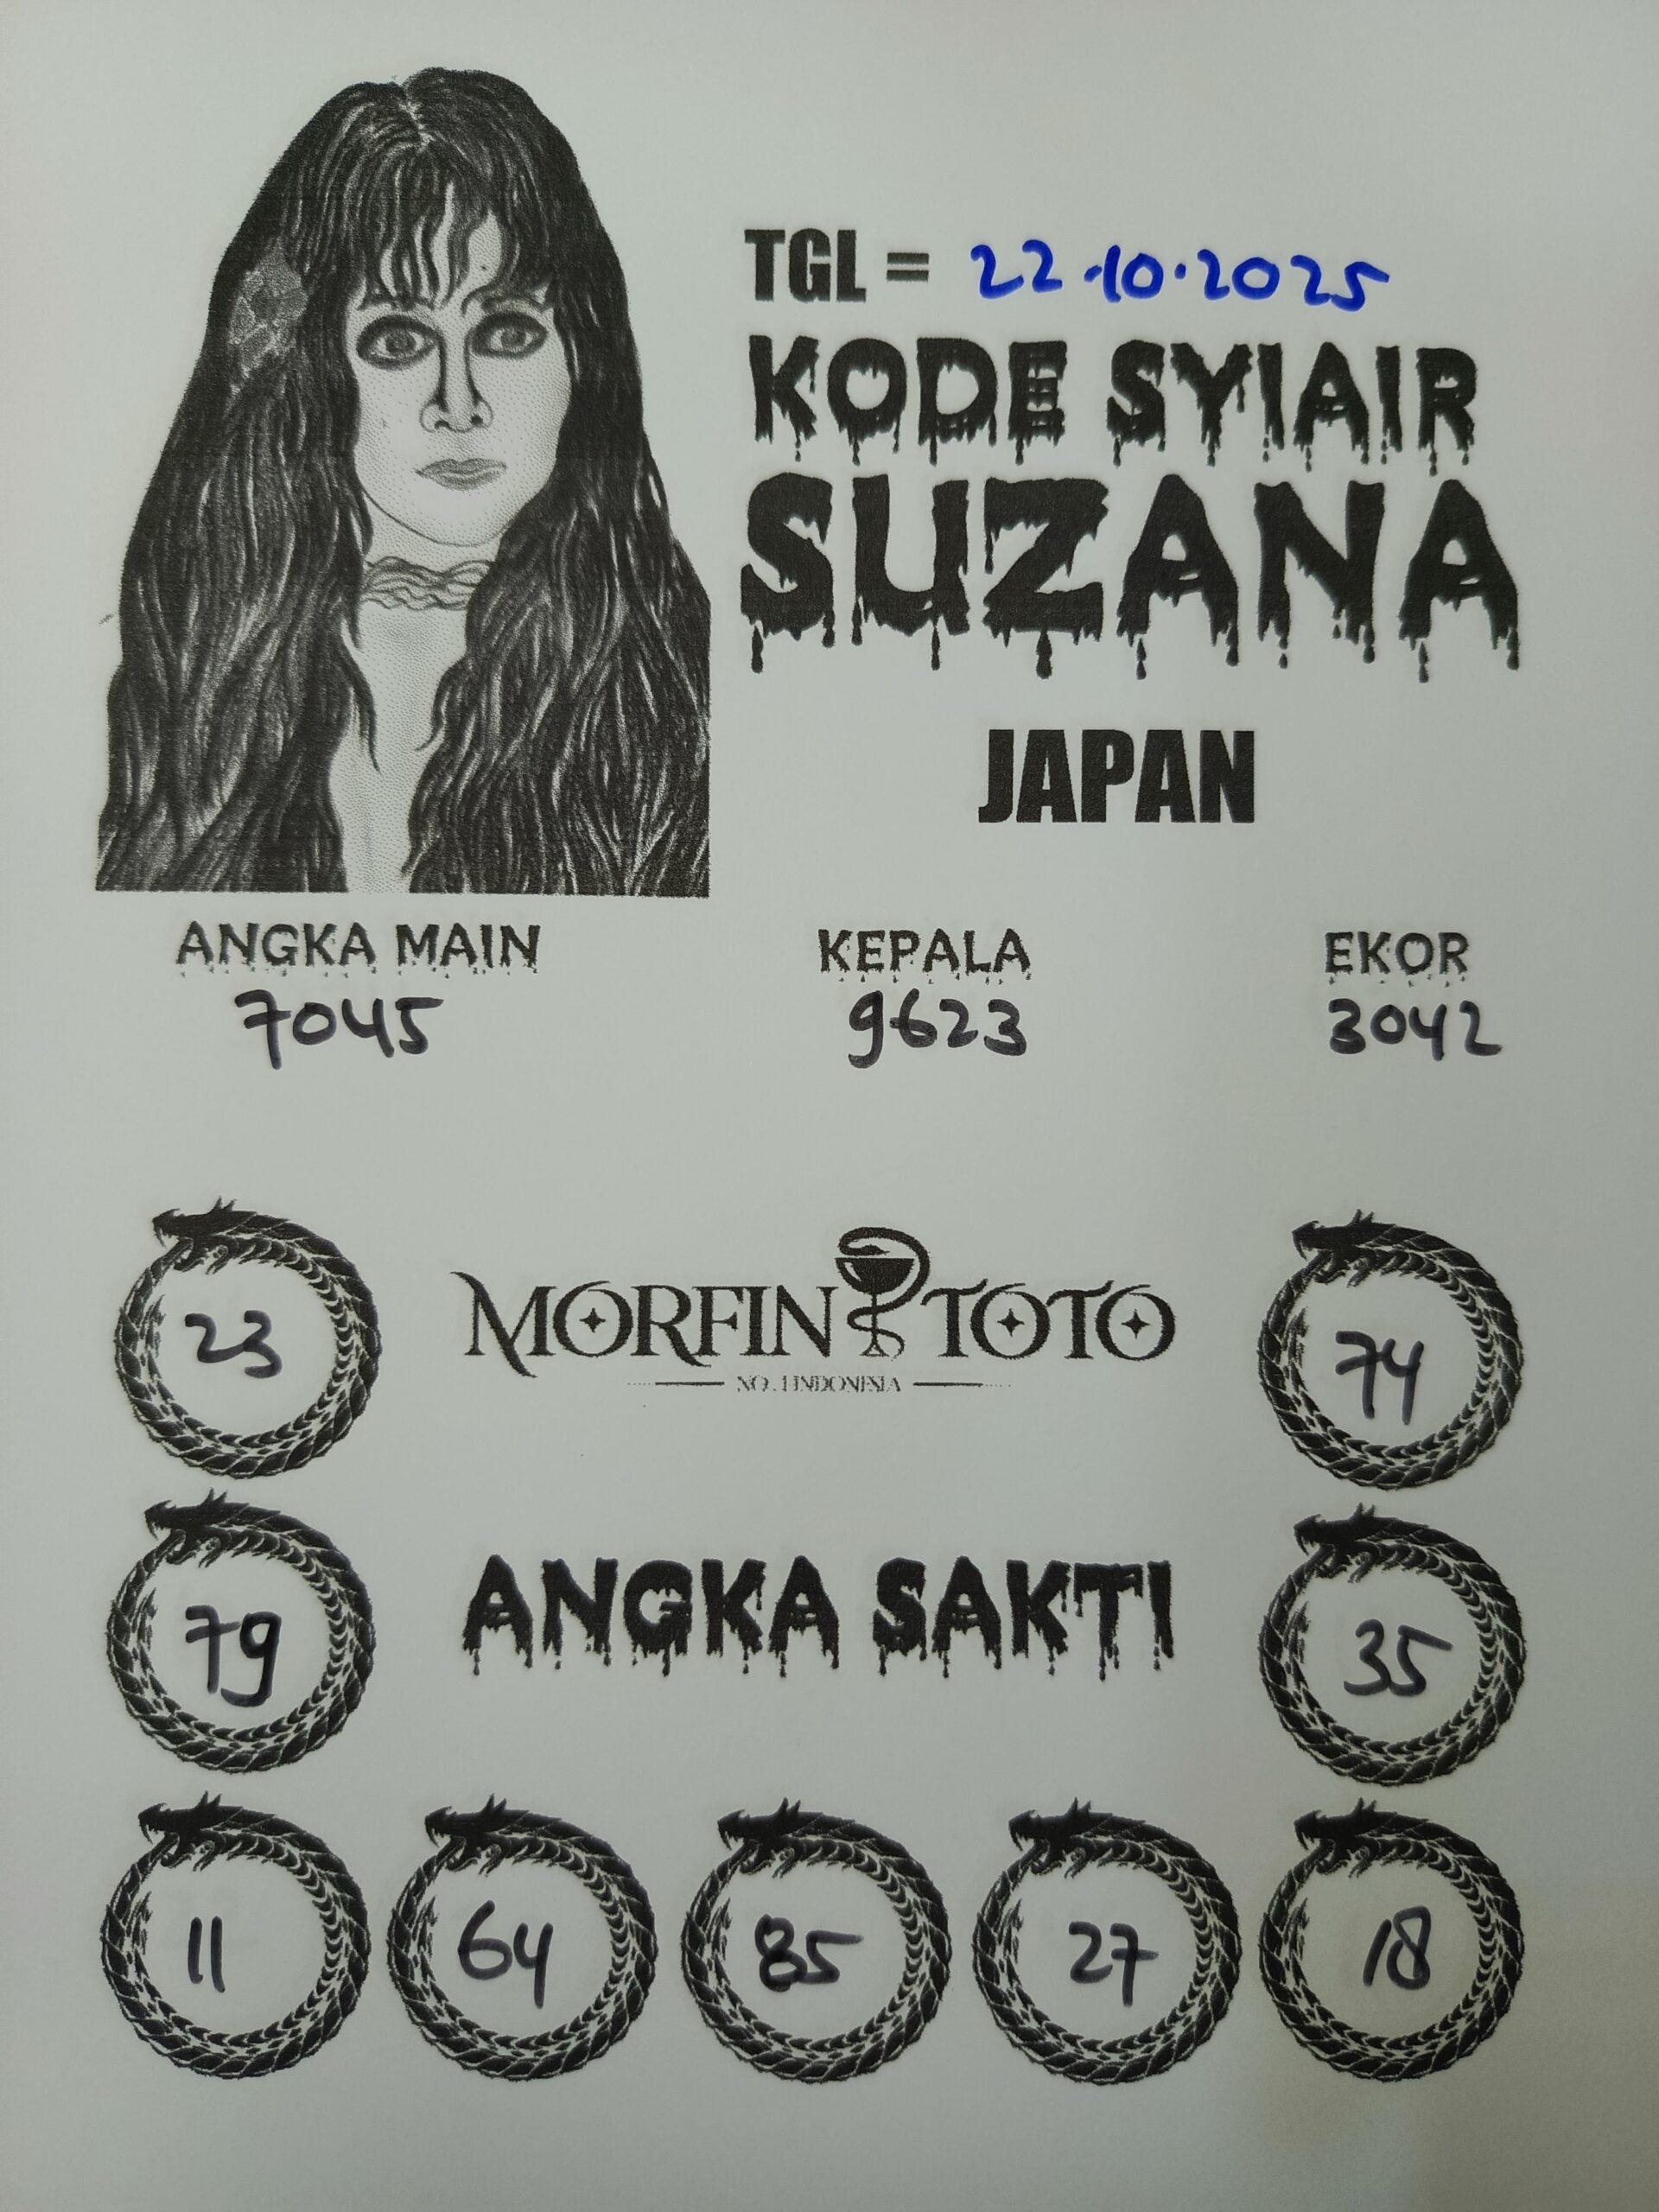 TGL = 22.10.2025
KODE SYIAIR
SUZANA
JAPAN
ANGKA MAIN KEPALA EKOR
7045 9623 3042
23 MORFIN TOTO 74
NO.1 INDONESIA
79 ANGKA SAKTI 35
11 64 85 27 18